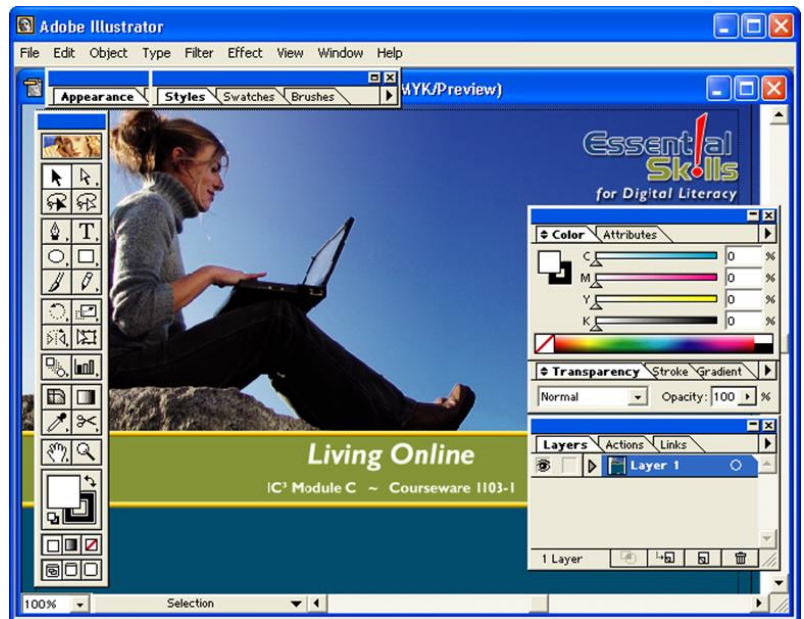 Adobe Illustrator
File Edit Object Type Filter Effect View Window Help
MYK/Preview)
Appearance Styles Swatches Brushes
Essential
Skills
for Digital Literacy
T
Color Attributes
C 0 %
M 0 %
Y 0 %
K 0 %
Transparency Stroke Gradient
Normal Opacity: 100 %
Layers Actions Links
Layer 1
1 Layer
Living Online
IC³ Module C ~ Courseware 1103-1
100% Selection